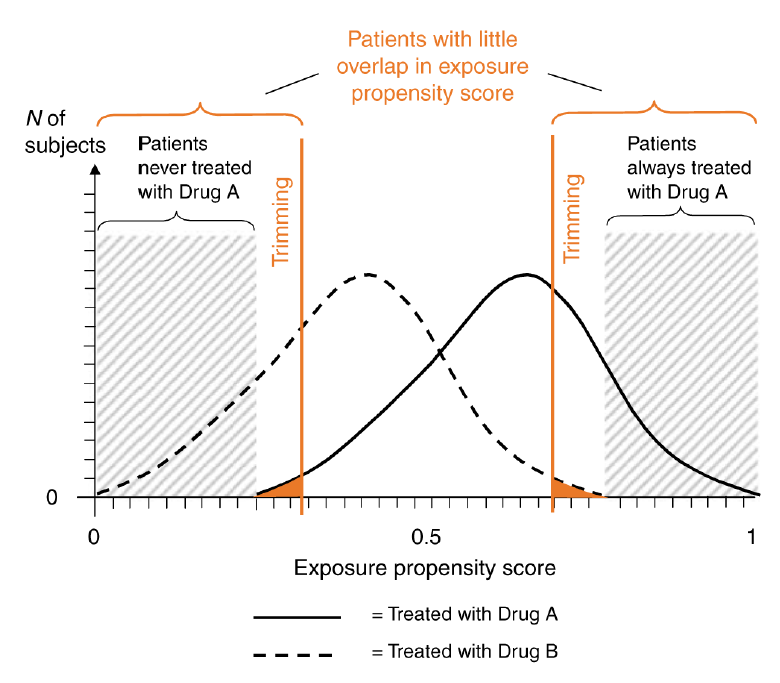 Patients with little
overlap in exposure
propensity score
N of
subjects
Patients
never treated
with Drug A
Trimming
Trimming
Patients
always treated
with Drug A
0
0
0.5
1
Exposure propensity score
= Treated with Drug A
= Treated with Drug B